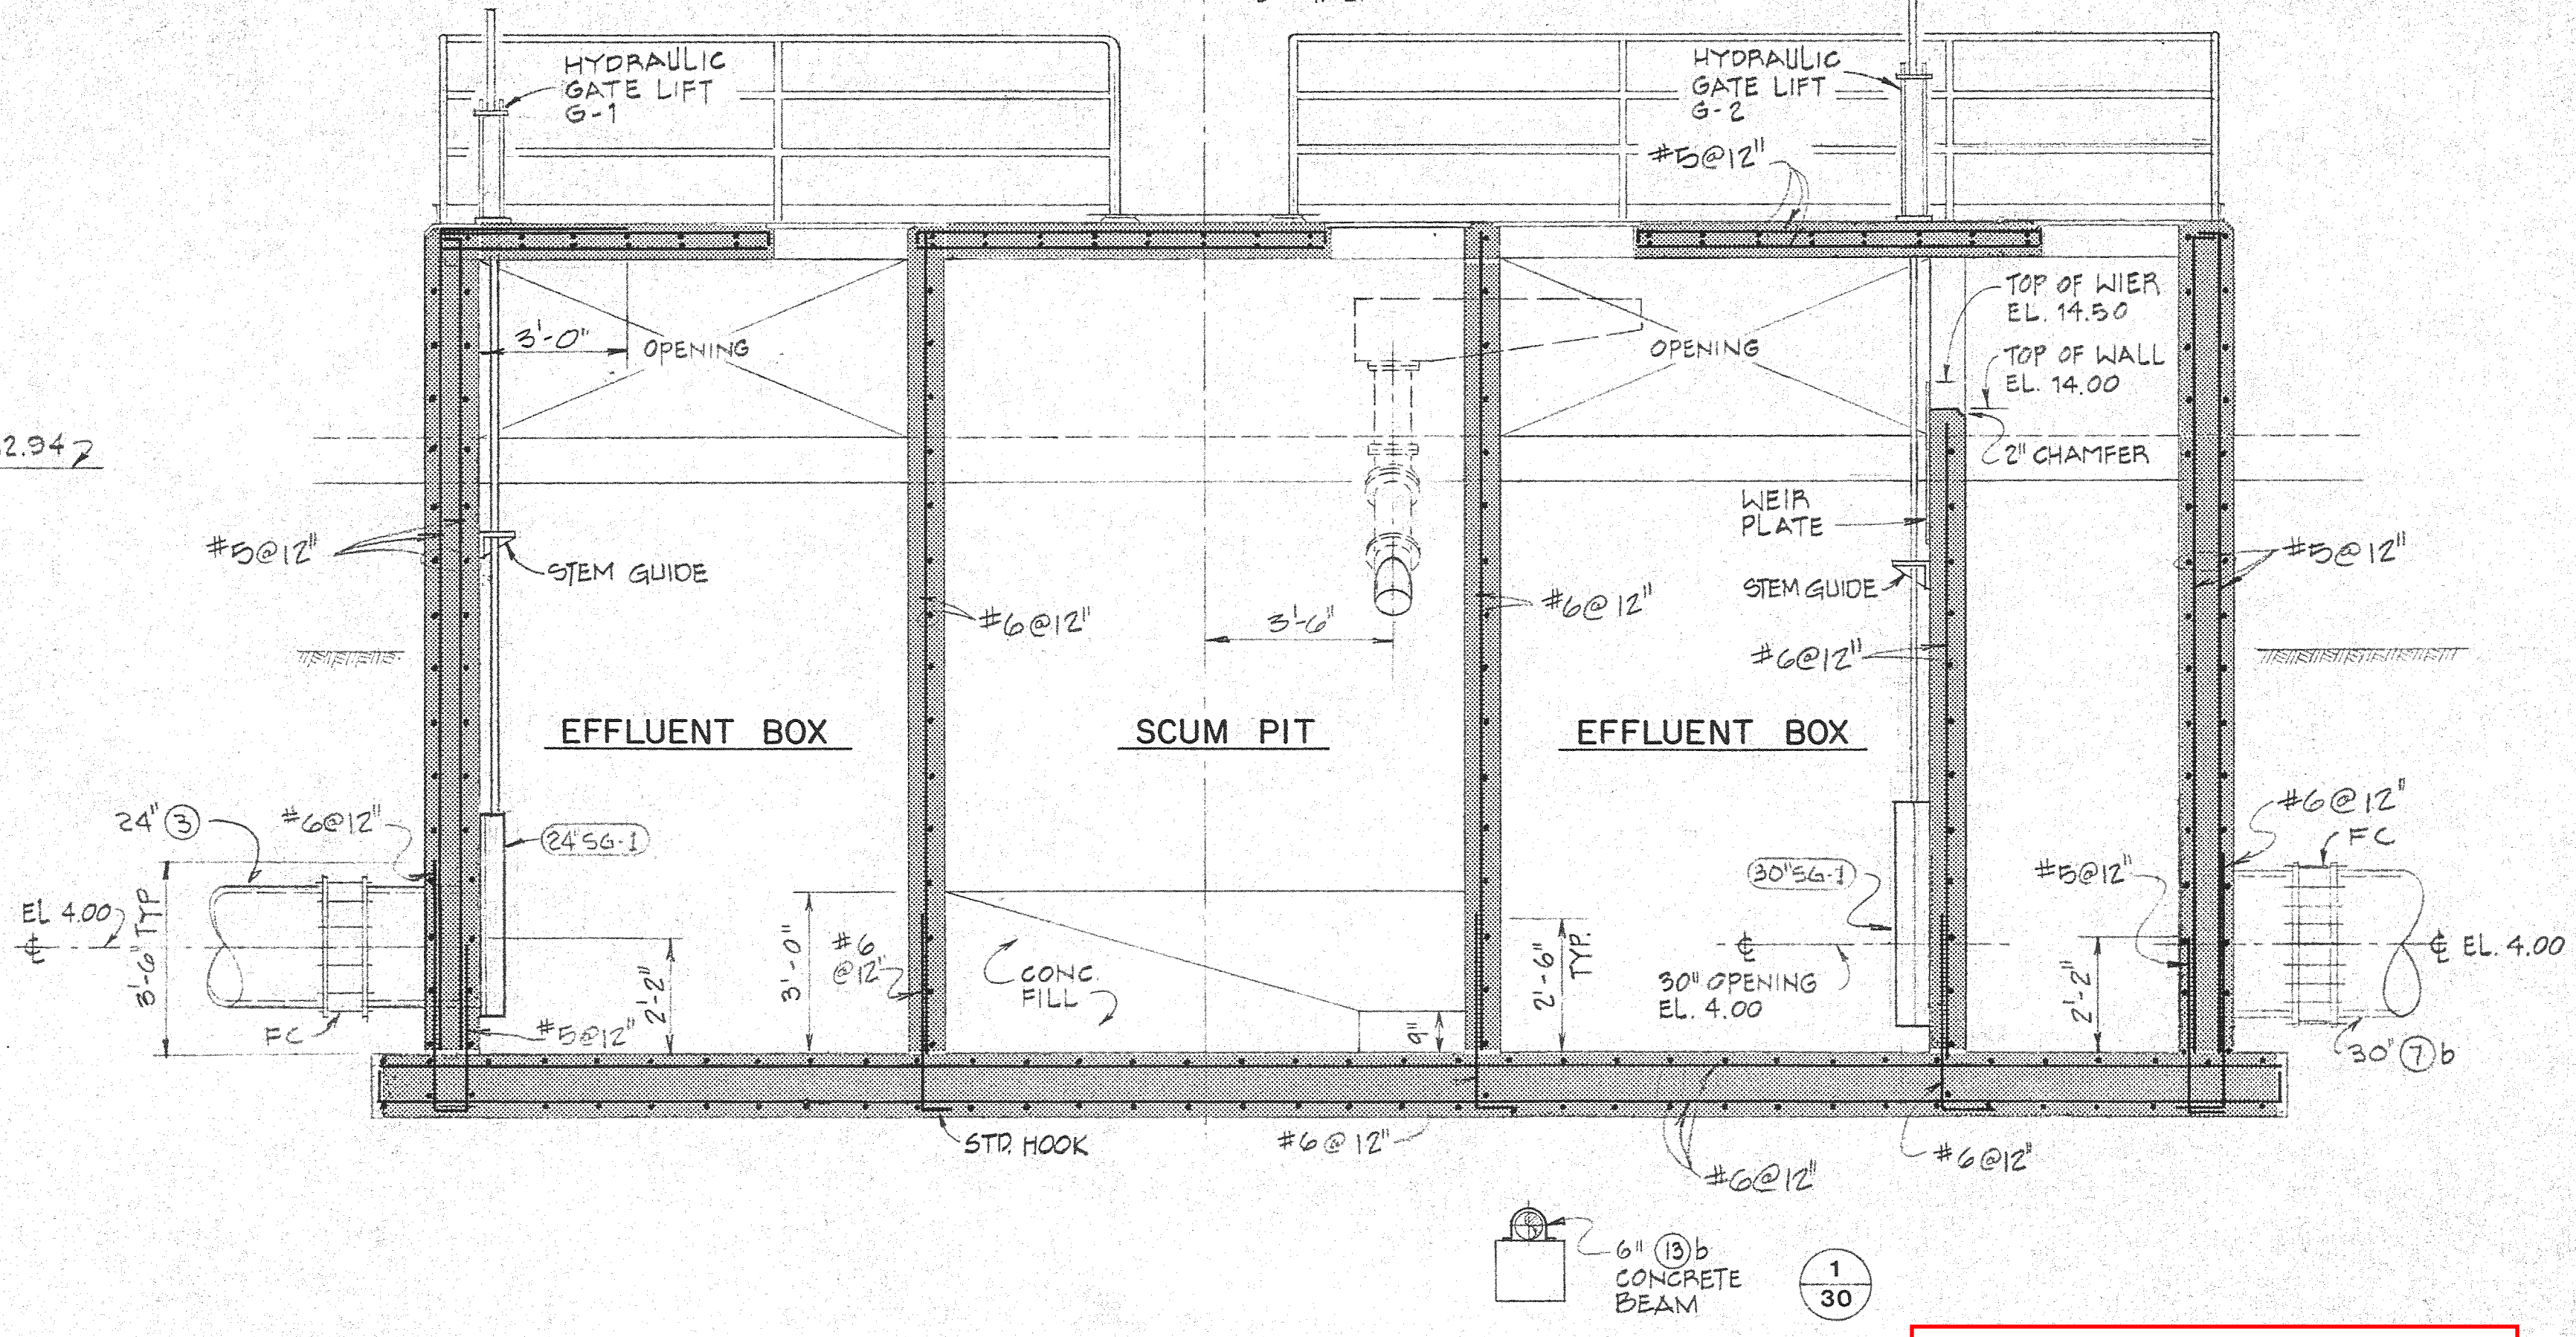 HYDRAULIC
GATE LIFT
G-1
HYDRAULIC
GATE LIFT
G-2
#5@12"
TOP OF WIER
EL. 14.50
3'-0"
OPENING
OPENING
TOP OF WALL
EL. 14.00
2.94
2" CHAMFER
WEIR
PLATE
#5@12"
STEM GUIDE
#5@12"
STEM GUIDE
#6@12"
3'-6"
#6@12"
#6@12"
EFFLUENT BOX
SCUM PIT
EFFLUENT BOX
24" 3
#6@12"
24"SG-1
#6@12"
FC
30"SG-1
#5@12"
EL 4.00
℄
3'-6" TYP
2'-2"
3'-0"
#6
@12"
CONC.
FILL
9"
2'-6"
TYP.
℄
30" OPENING
EL. 4.00
2'-2"
℄ EL. 4.00
FC
#5@12"
30" 7 b
STD. HOOK
#6@12"
#6@12"
#6@12"
6" 13 b
CONCRETE
BEAM
1
30